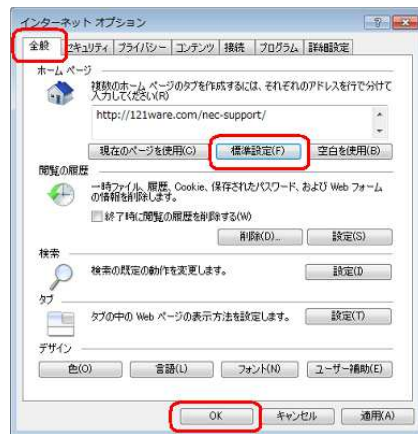 インターネット オプション
全般 セキュリティ プライバシー コンテンツ 接続 プログラム 詳細設定
ホーム ページ
複数のホーム ページのタブを作成するには、それぞれのアドレスを行で分けて
入力してください(R)
http://121ware.com/nec-support/
現在のページを使用(C) 標準設定(F) 空白を使用(B)
閲覧の履歴
一時ファイル、履歴、Cookie、保存されたパスワード、および Web フォーム
の情報を削除します。
終了時に閲覧の履歴を削除する(W)
削除(D)... 設定(S)
検索
検索の既定の動作を変更します。 設定(I)
タブ
タブの中の Web ページの表示方法を設定します。 設定(T)
デザイン
色(O) 言語(L) フォント(N) ユーザー補助(E)
OK キャンセル 適用(A)